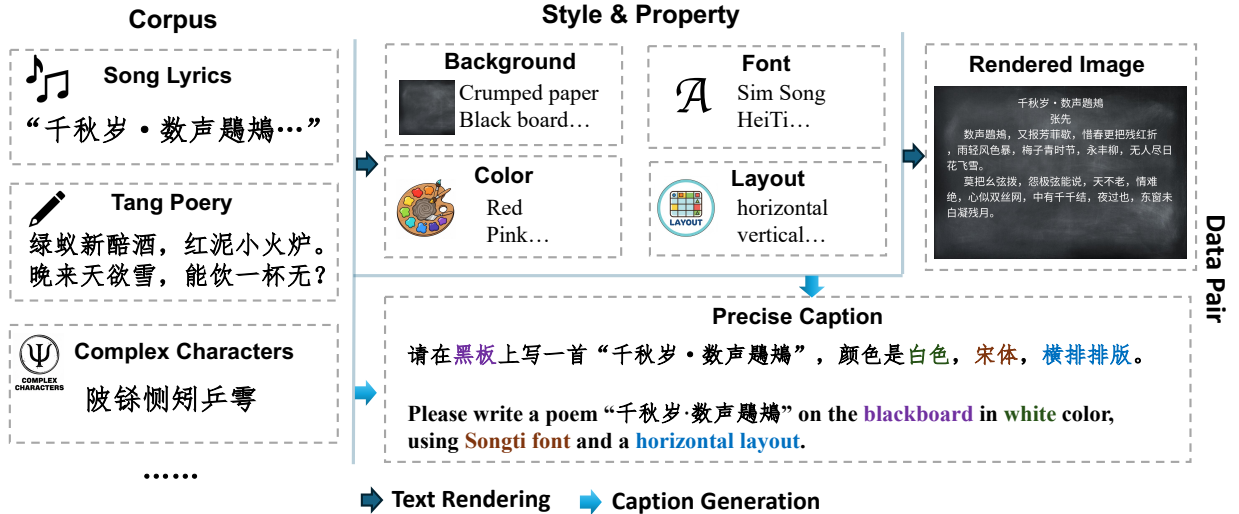 Corpus
Song Lyrics
“千秋岁·数声鶗鴂…”
Tang Poery
绿蚁新醅酒，红泥小火炉。
晚来天欲雪，能饮一杯无？
COMPLEX
CHARACTERS
Complex Characters
陂铩恻矧乒雩
……
Style & Property
Background
Crumped paper
Black board…
Font
A
Sim Song
HeiTi…
Color
Red
Pink…
Layout
LAYOUT
horizontal
vertical…
Rendered Image
千秋岁·数声鶗鴂
张先
数声鶗鴂，又报芳菲歇，惜春更把残红折
，雨轻风色暴，梅子青时节，永丰柳，无人尽日
花飞雪。
莫把幺弦拨，怨极弦能说，天不老，情难
绝，心似双丝网，中有千千结，夜过也，东窗未
白凝残月。
Data Pair
Precise Caption
请在黑板上写一首“千秋岁·数声鶗鴂”，颜色是白色，宋体，横排排版。
Please write a poem “千秋岁·数声鶗鴂” on the blackboard in white color,
using Songti font and a horizontal layout.
Text Rendering
Caption Generation